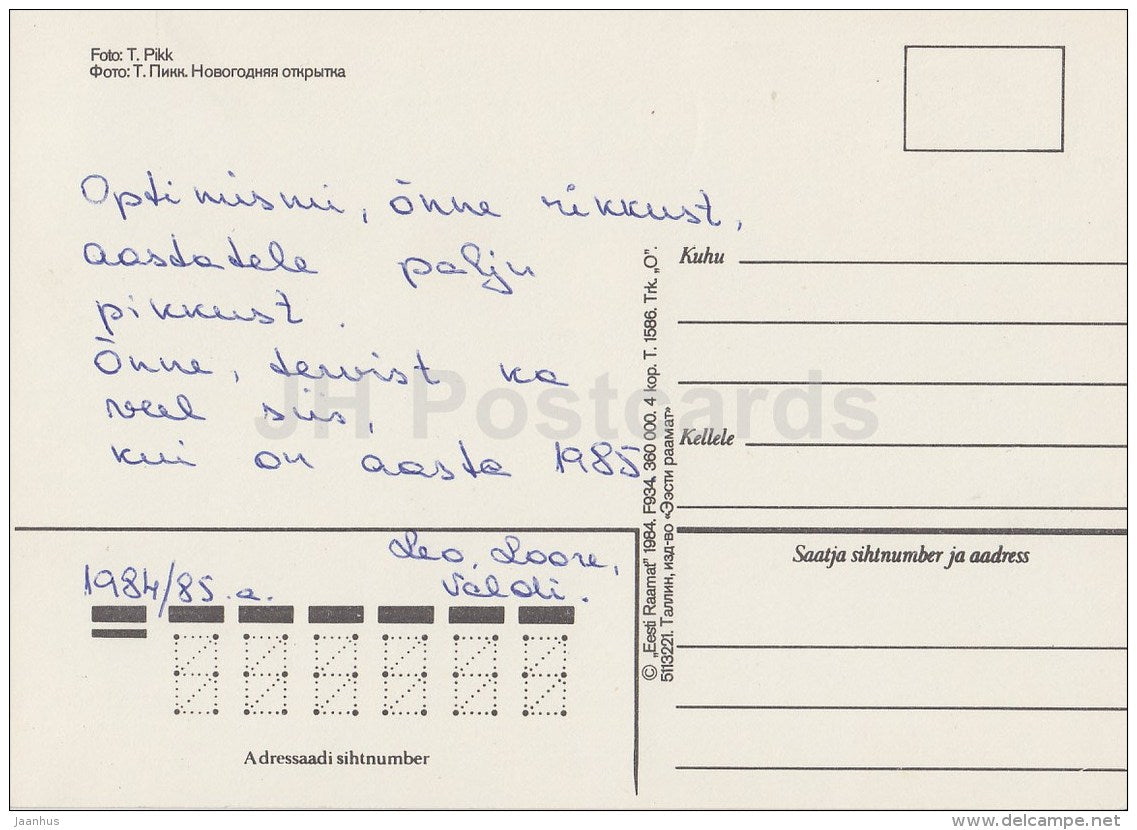 Foto: T. Pikk
Фото: Т. Пикк. Новогодняя открытка
Optimismi, õnne rikkust,
aastatele palju
pikkust.
Õnne, tervist ka
veel siis,
kui on aasta 1985
Leo, Loore,
Valdi.
1984/85. a.
Adressaadi sihtnumber
© „Eesti Raamat” 1984. F934. 360 000. 4 kop. T. 1586. Trk. „O”.
5113221. Таллин, изд-во «Ээсти раамат»
Kuhu
Kellele
Saatja sihtnumber ja aadress
JH Postcards
Jaanhus
delcampe.net